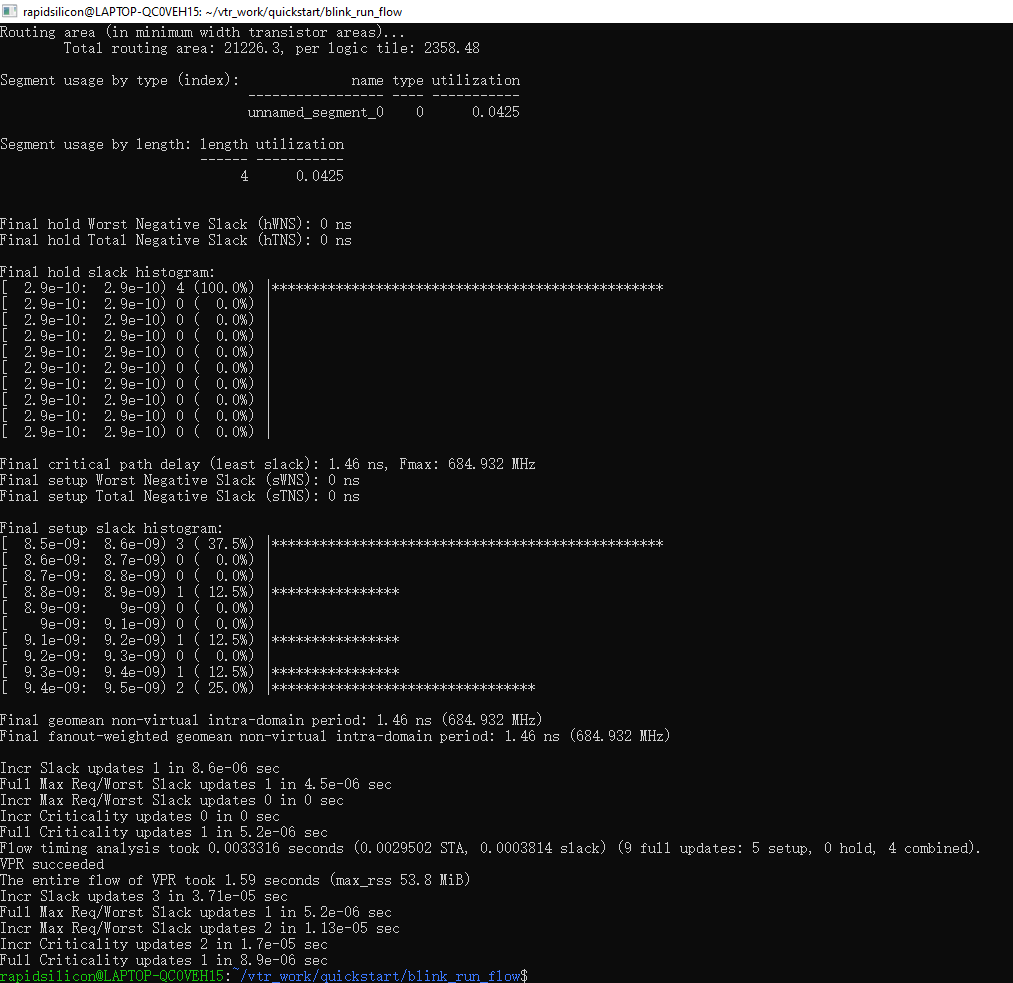 rapidsilicon@LAPTOP-QC0VEH15: ~/vtr_work/quickstart/blink_run_flow
Routing area (in minimum width transistor areas)...
        Total routing area: 21226.3, per logic tile: 2358.48

Segment usage by type (index):              name type utilization
                               ----------------- ---- -----------
                               unnamed_segment_0    0      0.0425

Segment usage by length: length utilization
                         ------ -----------
                              4      0.0425


Final hold Worst Negative Slack (hWNS): 0 ns
Final hold Total Negative Slack (hTNS): 0 ns

Final hold slack histogram:
[  2.9e-10:  2.9e-10) 4 (100.0%) |*************************************************
[  2.9e-10:  2.9e-10) 0 (  0.0%) |
[  2.9e-10:  2.9e-10) 0 (  0.0%) |
[  2.9e-10:  2.9e-10) 0 (  0.0%) |
[  2.9e-10:  2.9e-10) 0 (  0.0%) |
[  2.9e-10:  2.9e-10) 0 (  0.0%) |
[  2.9e-10:  2.9e-10) 0 (  0.0%) |
[  2.9e-10:  2.9e-10) 0 (  0.0%) |
[  2.9e-10:  2.9e-10) 0 (  0.0%) |
[  2.9e-10:  2.9e-10) 0 (  0.0%) |

Final critical path delay (least slack): 1.46 ns, Fmax: 684.932 MHz
Final setup Worst Negative Slack (sWNS): 0 ns
Final setup Total Negative Slack (sTNS): 0 ns

Final setup slack histogram:
[  8.5e-09:  8.6e-09) 3 ( 37.5%) |*************************************************
[  8.6e-09:  8.7e-09) 0 (  0.0%) |
[  8.7e-09:  8.8e-09) 0 (  0.0%) |
[  8.8e-09:  8.9e-09) 1 ( 12.5%) |****************
[  8.9e-09:    9e-09) 0 (  0.0%) |
[    9e-09:  9.1e-09) 0 (  0.0%) |
[  9.1e-09:  9.2e-09) 1 ( 12.5%) |****************
[  9.2e-09:  9.3e-09) 0 (  0.0%) |
[  9.3e-09:  9.4e-09) 1 ( 12.5%) |****************
[  9.4e-09:  9.5e-09) 2 ( 25.0%) |*********************************

Final geomean non-virtual intra-domain period: 1.46 ns (684.932 MHz)
Final fanout-weighted geomean non-virtual intra-domain period: 1.46 ns (684.932 MHz)

Incr Slack updates 1 in 8.6e-06 sec
Full Max Req/Worst Slack updates 1 in 4.5e-06 sec
Incr Max Req/Worst Slack updates 0 in 0 sec
Incr Criticality updates 0 in 0 sec
Full Criticality updates 1 in 5.2e-06 sec
Flow timing analysis took 0.0033316 seconds (0.0029502 STA, 0.0003814 slack) (9 full updates: 5 setup, 0 hold, 4 combined).
VPR succeeded
The entire flow of VPR took 1.59 seconds (max_rss 53.8 MiB)
Incr Slack updates 3 in 3.71e-05 sec
Full Max Req/Worst Slack updates 1 in 5.2e-06 sec
Incr Max Req/Worst Slack updates 2 in 1.13e-05 sec
Incr Criticality updates 2 in 1.7e-05 sec
Full Criticality updates 1 in 8.9e-06 sec
rapidsilicon@LAPTOP-QC0VEH15:~/vtr_work/quickstart/blink_run_flow$